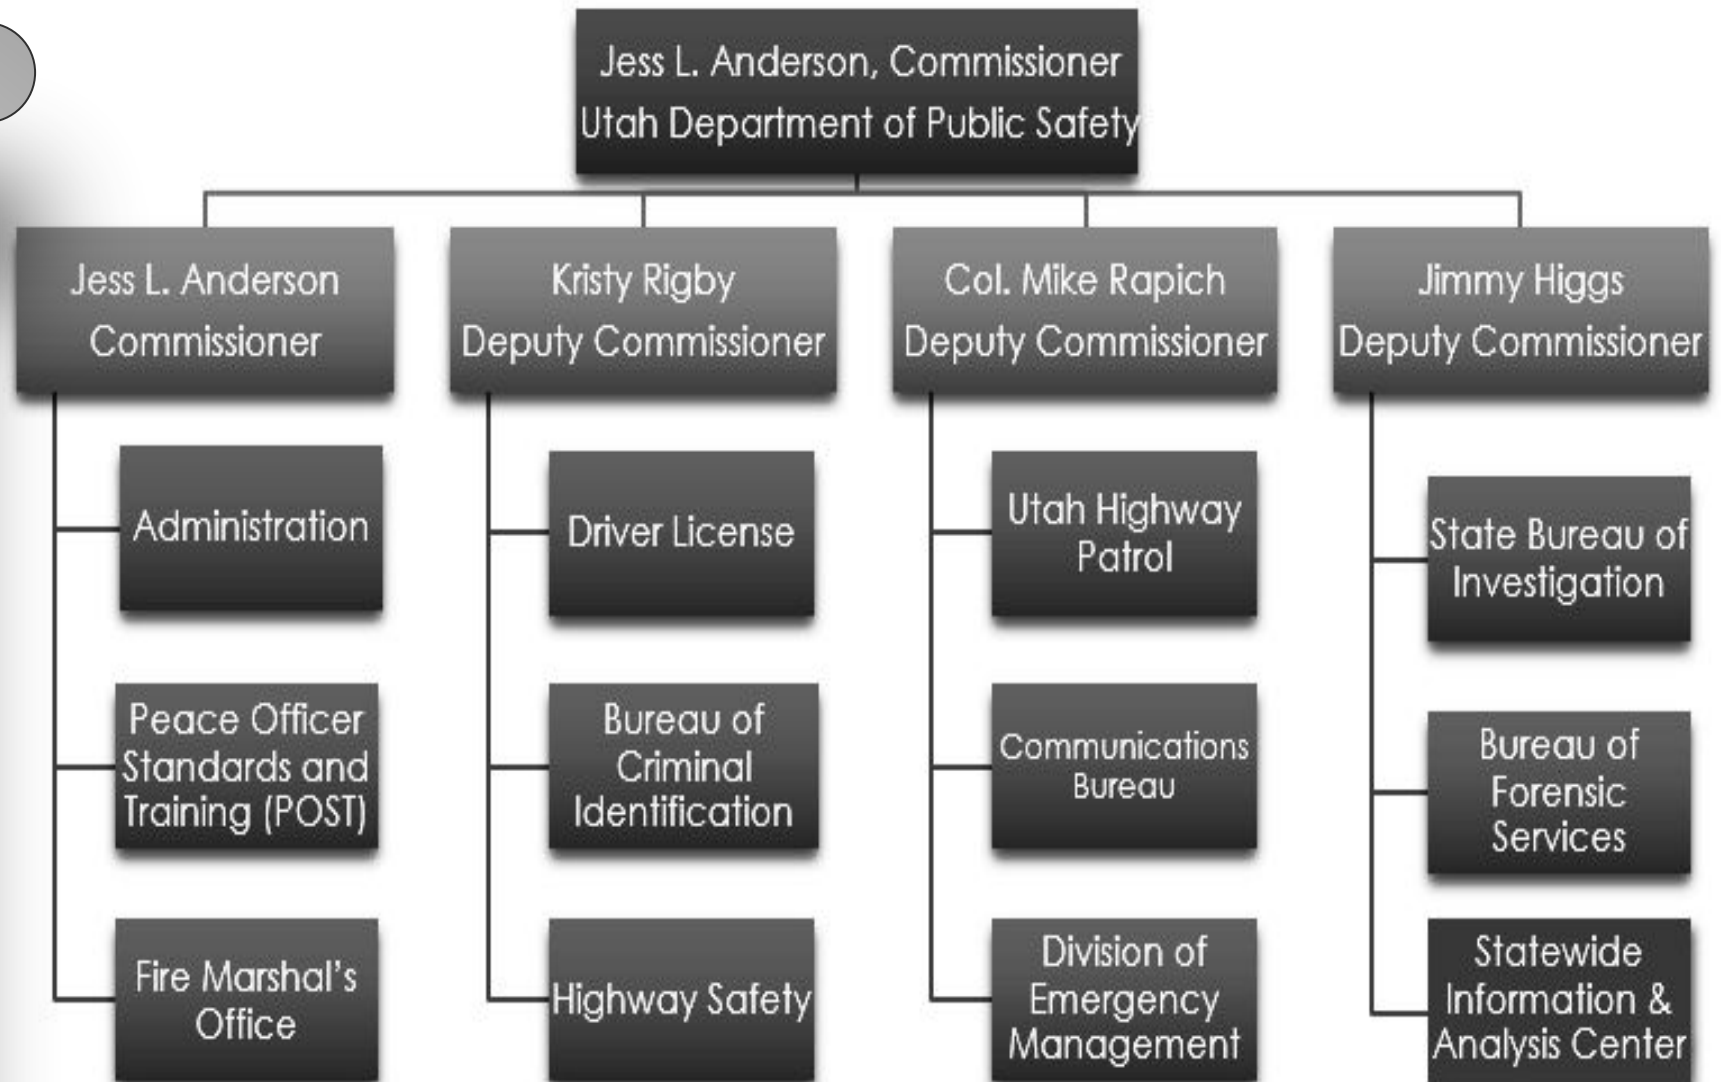 Jess L. Anderson, Commissioner
Utah Department of Public Safety
Jess L. Anderson
Commissioner
Administration
Peace Officer
Standards and
Training (POST)
Fire Marshal's
Office
Kristy Rigby
Deputy Commissioner
Driver License
Bureau of
Criminal
Identification
Highway Safety
Col. Mike Rapich
Deputy Commissioner
Utah Highway
Patrol
Communications
Bureau
Division of
Emergency
Management
Jimmy Higgs
Deputy Commissioner
State Bureau of
Investigation
Bureau of
Forensic
Services
Statewide
Information &
Analysis Center